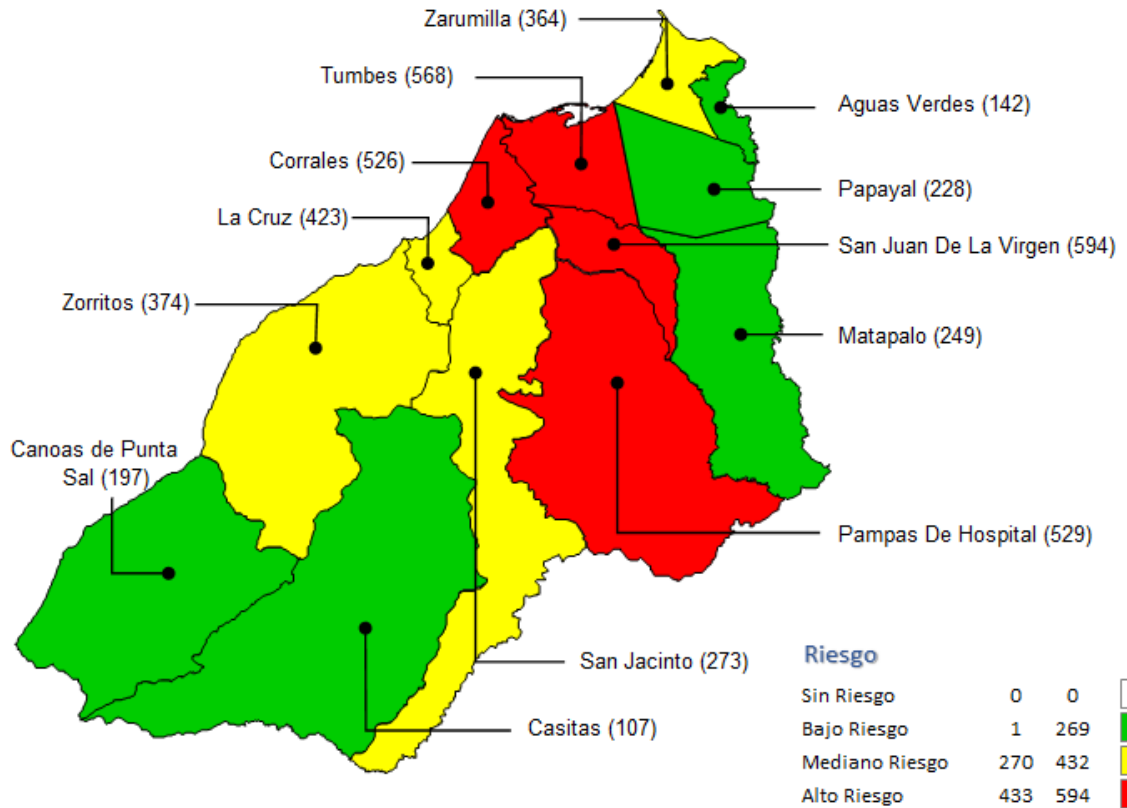 Zarumilla (364)
Tumbes (568)
Aguas Verdes (142)
Corrales (526)
Papayal (228)
La Cruz (423)
San Juan De La Virgen (594)
Zorritos (374)
Matapalo (249)
Canoas de Punta
Sal (197)
Pampas De Hospital (529)
San Jacinto (273)
Casitas (107)
Riesgo
Sin Riesgo 0 0
Bajo Riesgo 1 269
Mediano Riesgo 270 432
Alto Riesgo 433 594